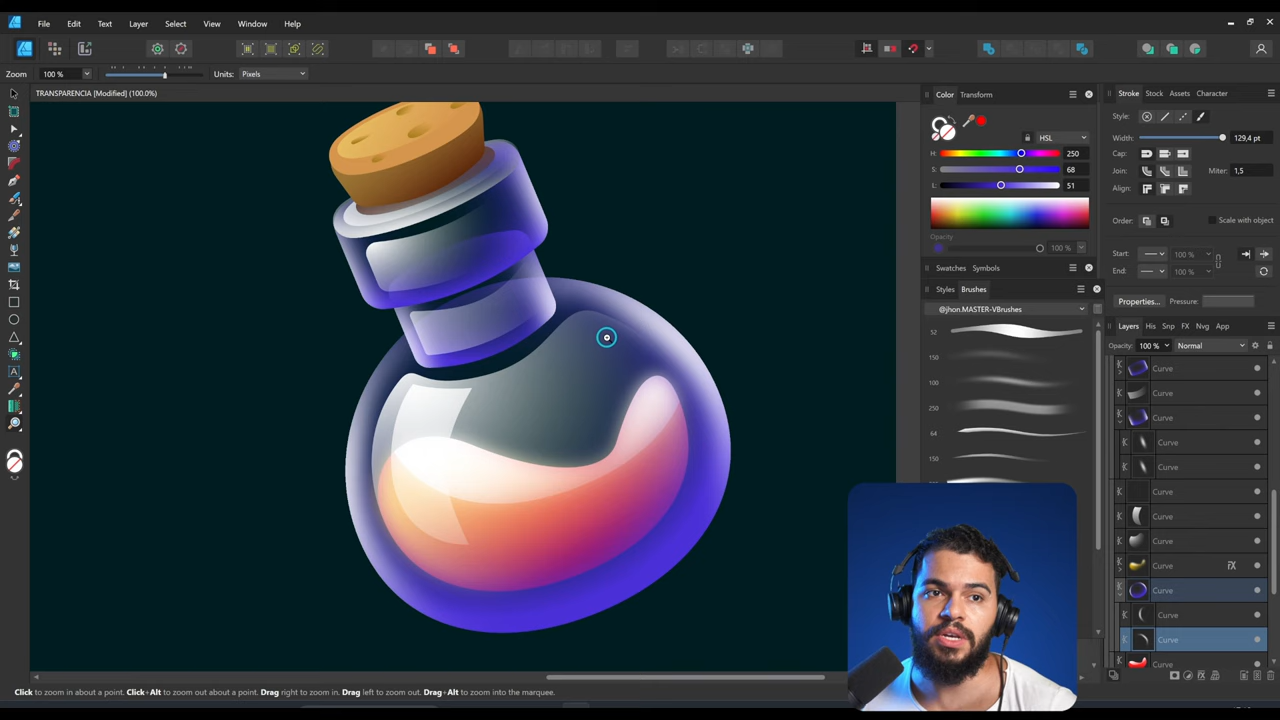 File Edit Text Layer Select View Window Help
Zoom 100 % Units: Pixels
TRANSPARENCIA [Modified] (100.0%)
Color Transform
HSL
H: 250
S: 68
L: 51
Opacity
100 %
Swatches Symbols
Styles Brushes
@jhon.MASTER-VBrushes
52
150
100
250
64
150
Stroke Stock Assets Character
Style:
Width: 129,4 pt
Cap:
Join: Miter: 1,5
Align:
Order: Scale with object
Start: 100 %
End: 100 %
Properties... Pressure:
Layers His Snp FX Nvg App
Opacity: 100 % Normal
Curve
Curve
Curve
Curve
Curve
Curve
Curve
Curve
Curve
Curve
Curve
Curve
Curve
Click to zoom in about a point. Click+Alt to zoom out about a point. Drag right to zoom in. Drag left to zoom out. Drag+Alt to zoom into the marquee.